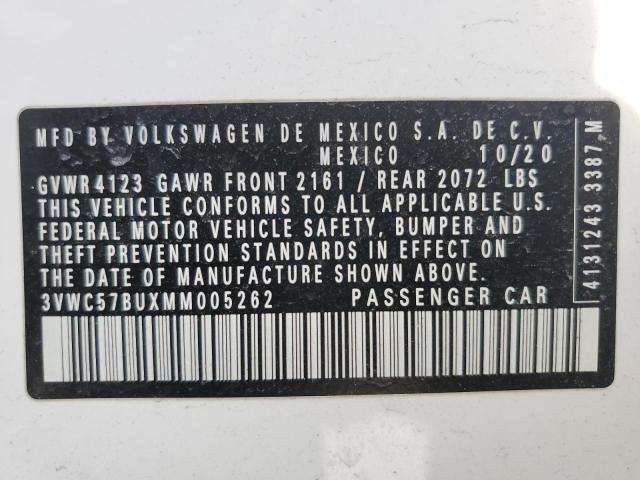 MFD BY VOLKSWAGEN DE MEXICO S.A. DE C.V.
MEXICO 10/20
GVWR 4123 GAWR FRONT 2161 / REAR 2072 LBS
THIS VEHICLE CONFORMS TO ALL APPLICABLE U.S.
FEDERAL MOTOR VEHICLE SAFETY, BUMPER AND
THEFT PREVENTION STANDARDS IN EFFECT ON
THE DATE OF MANUFACTURE SHOWN ABOVE.
3VWC57BUXMM005262 PASSENGER CAR
4131243 3387 M